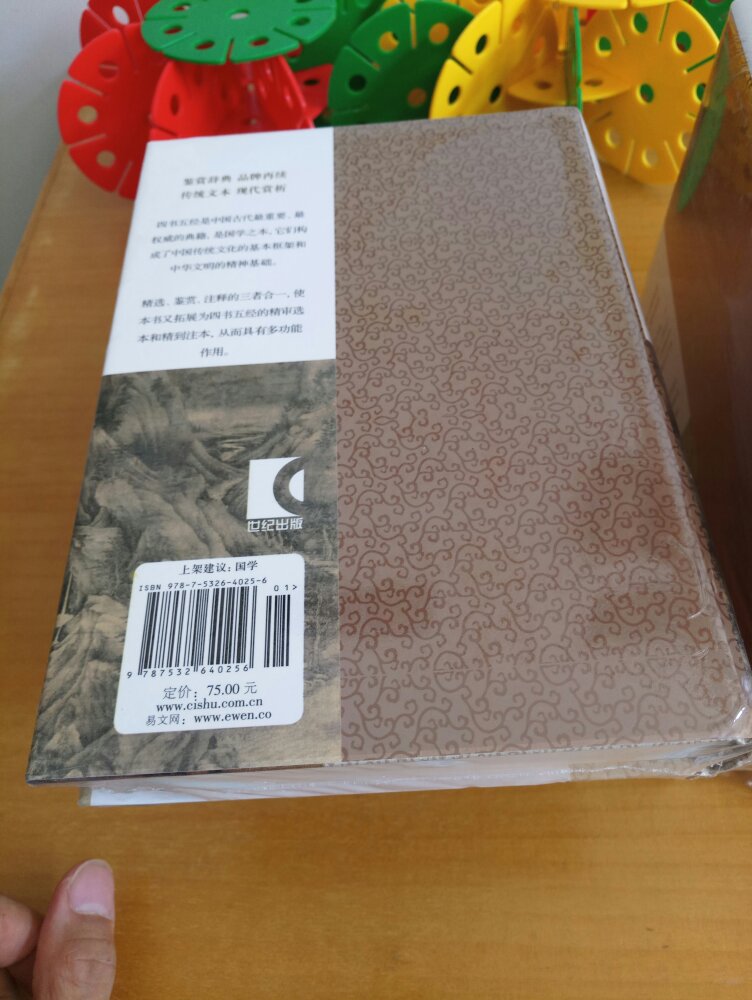 鉴赏辞典 品牌再续
传统文本 现代赏析
四书五经是中国古代最重要、最
权威的典籍，是国学之本，它们构
成了中国传统文化的基本框架和
中华文明的精神基础。
精选、鉴赏、注释的三者合一，使
本书又拓展为四书五经的精审选
本和精到注本，从而具有多功能
作用。
世纪出版
上架建议：国学
ISBN 978-7-5326-4025-6
01>
9 787532 640256
定价：75.00 元
www.cishu.com.cn
易文网：www.ewen.co